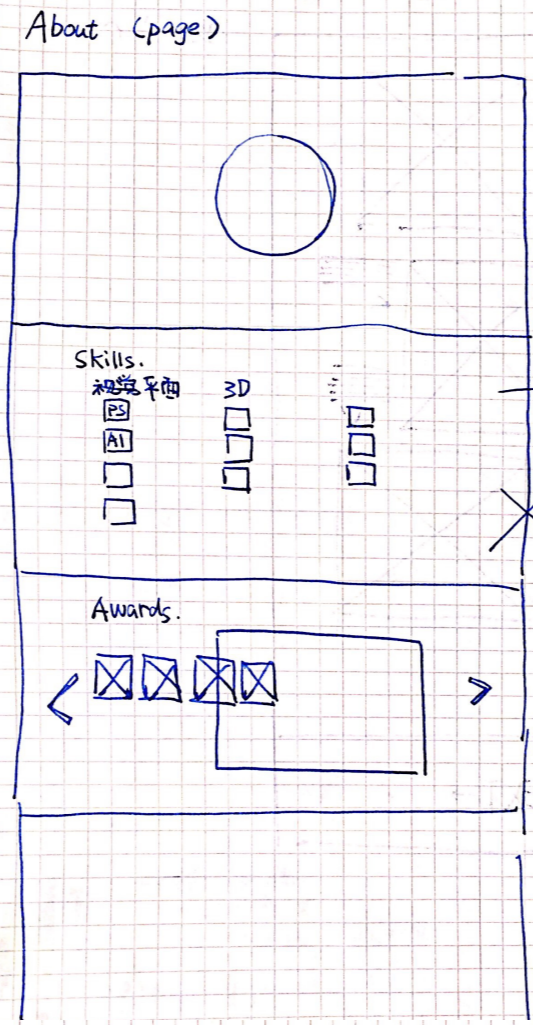 About (page)
Skills.
视觉平面 3D
PS
AI
Awards.